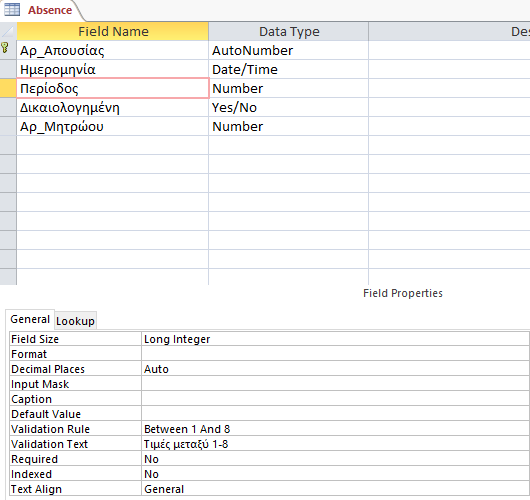 Absence
Field Name Data Type Des
Αρ_Απουσίας AutoNumber
Ημερομηνία Date/Time
Περίοδος Number
Δικαιολογημένη Yes/No
Αρ_Μητρώου Number
Field Properties
General Lookup
Field Size Long Integer
Format
Decimal Places Auto
Input Mask
Caption
Default Value
Validation Rule Between 1 And 8
Validation Text Τιμές μεταξύ 1-8
Required No
Indexed No
Text Align General